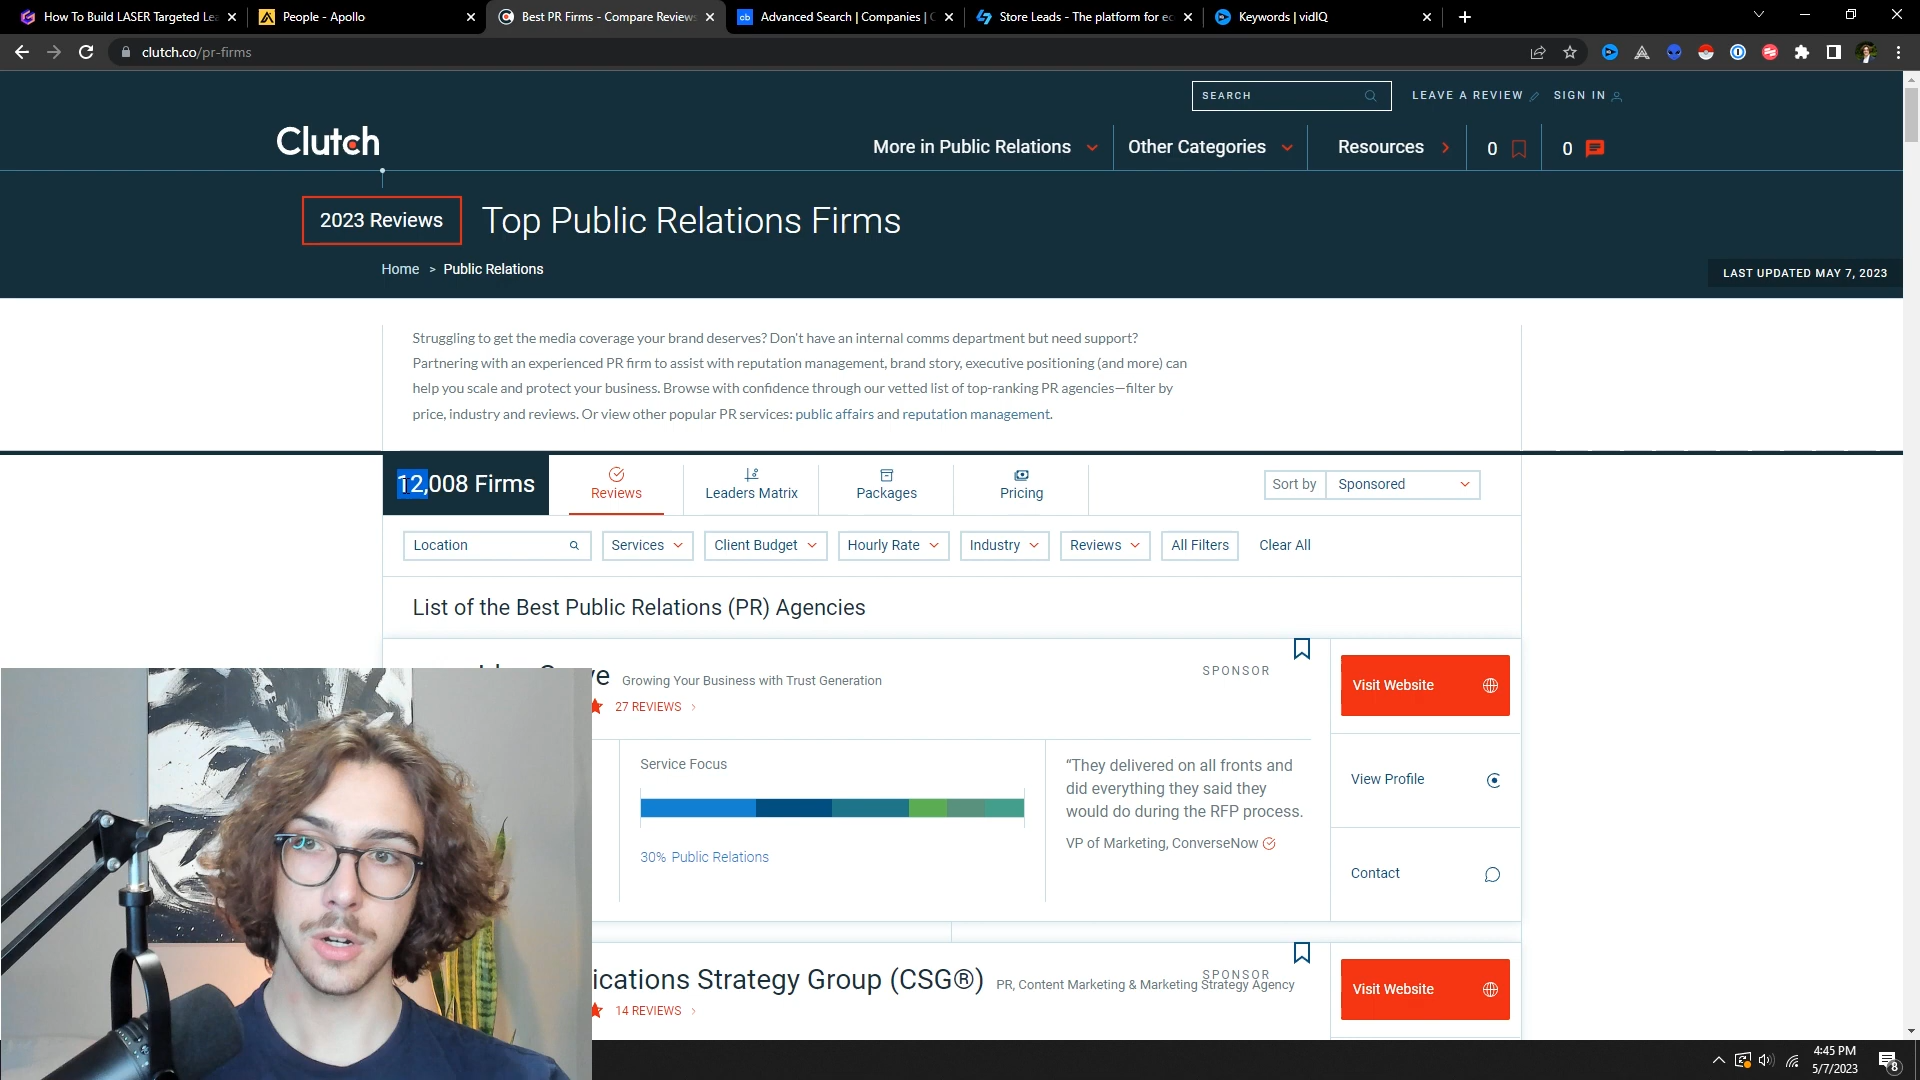 How To Build LASER Targeted Lea
People - Apollo
Best PR Firms - Compare Reviews
Advanced Search | Companies | C
Store Leads - The platform for ec
Keywords | vidIQ
clutch.co/pr-firms
SEARCH
LEAVE A REVIEW
SIGN IN
Clutch
More in Public Relations
Other Categories
Resources
0
0
2023 Reviews
Top Public Relations Firms
Home > Public Relations
LAST UPDATED MAY 7, 2023
Struggling to get the media coverage your brand deserves? Don't have an internal comms department but need support?
Partnering with an experienced PR firm to assist with reputation management, brand story, executive positioning (and more) can
help you scale and protect your business. Browse with confidence through our vetted list of top-ranking PR agencies—filter by
price, industry and reviews. Or view other popular PR services: public affairs and reputation management.
12,008 Firms
Reviews
Leaders Matrix
Packages
Pricing
Sort by
Sponsored
Location
Services
Client Budget
Hourly Rate
Industry
Reviews
All Filters
Clear All
List of the Best Public Relations (PR) Agencies
Growing Your Business with Trust Generation
SPONSOR
Visit Website
27 REVIEWS
Service Focus
30% Public Relations
“They delivered on all fronts and
did everything they said they
would do during the RFP process.
VP of Marketing, ConverseNow
View Profile
Contact
ications Strategy Group (CSG®)
PR, Content Marketing & Marketing Strategy Agency
SPONSOR
Visit Website
14 REVIEWS
4:45 PM
5/7/2023
8